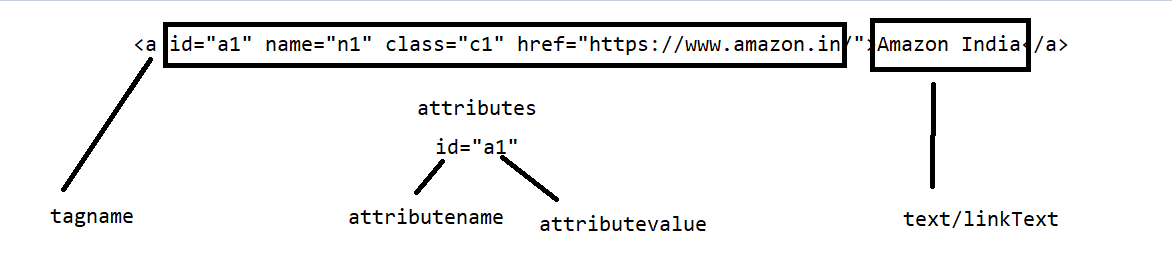 <a id="a1" name="n1" class="c1" href="https://www.amazon.in/">Amazon India</a>
attributes
id="a1"
tagname
attributename
attributevalue
text/linkText